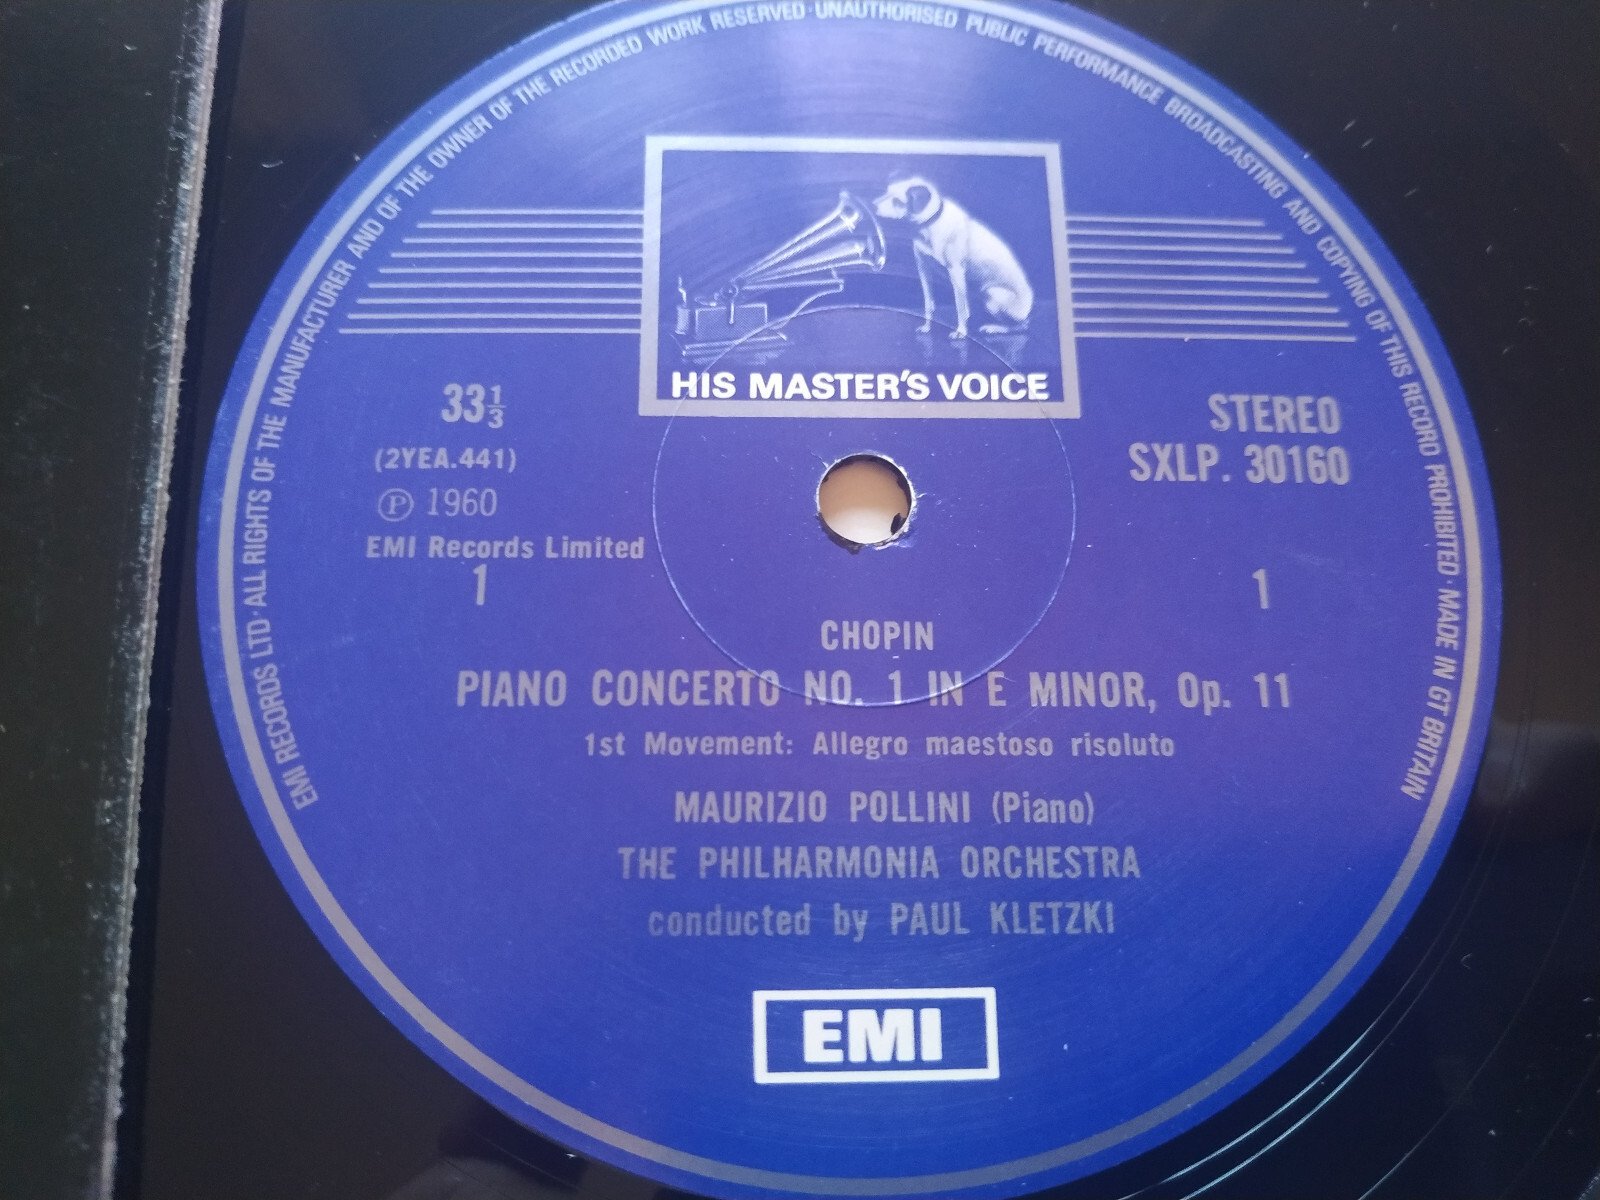 EMI RECORDS LTD · ALL RIGHTS OF THE MANUFACTURER AND OF THE OWNER OF THE RECORDED WORK RESERVED · UNAUTHORISED PUBLIC PERFORMANCE BROADCASTING AND COPYING OF THIS RECORD PROHIBITED · MADE IN GT BRITAIN
HIS MASTER'S VOICE
33⅓
STEREO
(2YEA.441)
SXLP. 30160
℗ 1960
EMI Records Limited
1
1
CHOPIN
PIANO CONCERTO NO. 1 IN E MINOR, Op. 11
1st Movement: Allegro maestoso risoluto
MAURIZIO POLLINI (Piano)
THE PHILHARMONIA ORCHESTRA
conducted by PAUL KLETZKI
EMI